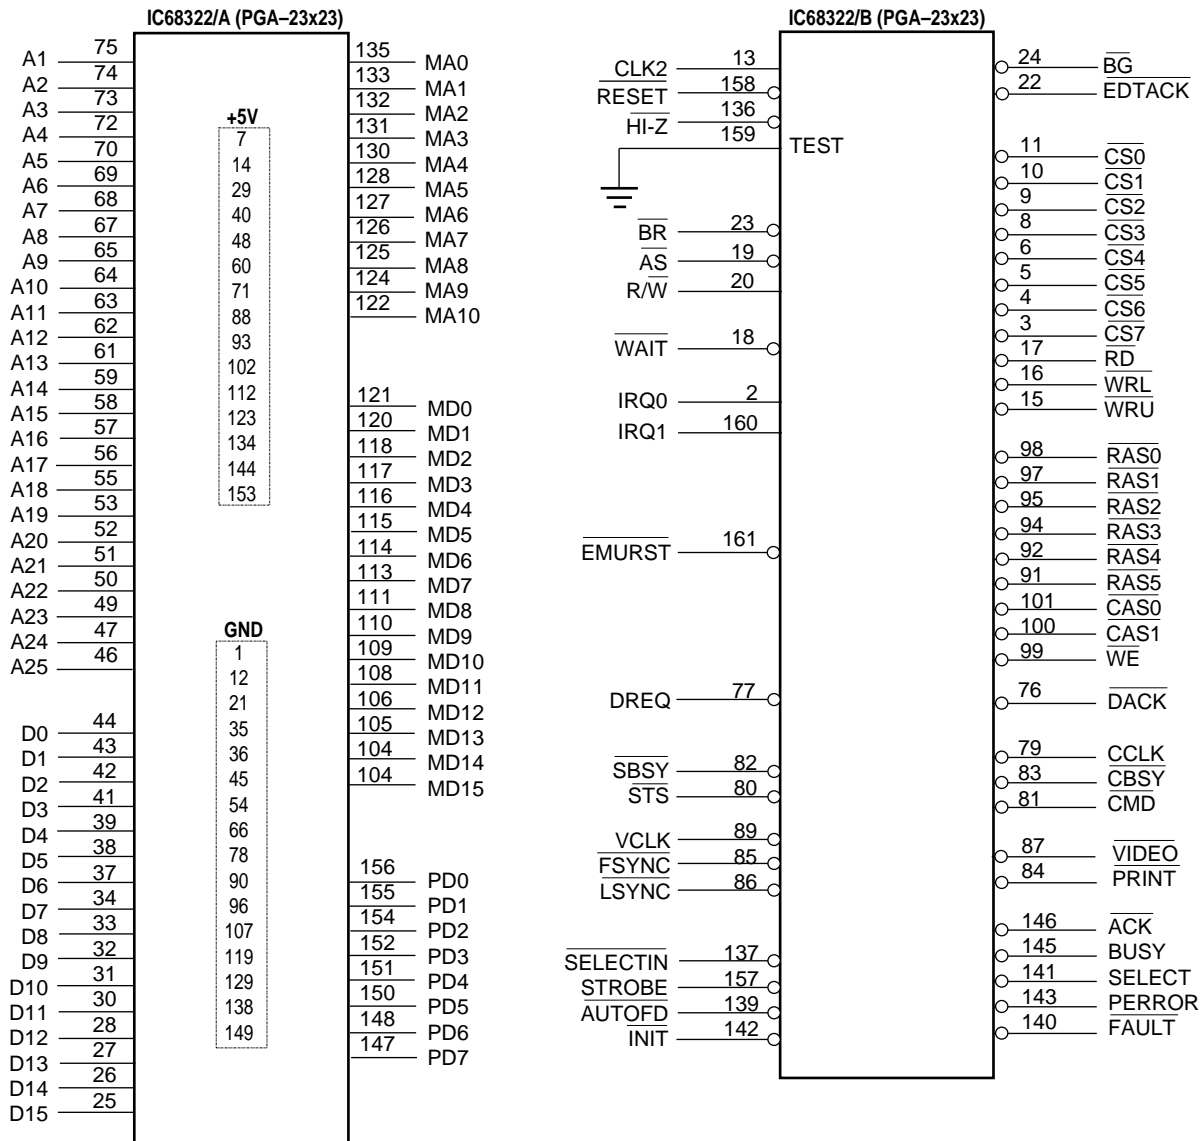 IC68322/A (PGA–23x23)
75
A1
74
A2
73
A3
72
A4
70
A5
69
A6
68
A7
67
A8
65
A9
64
A10
63
A11
62
A12
61
A13
59
A14
58
A15
57
A16
56
A17
55
A18
53
A19
52
A20
51
A21
50
A22
49
A23
47
A24
46
A25
44
D0
43
D1
42
D2
41
D3
39
D4
38
D5
37
D6
34
D7
33
D8
32
D9
31
D10
30
D11
28
D12
27
D13
26
D14
25
D15
+5V
7
14
29
40
48
60
71
88
93
102
112
123
134
144
153
GND
1
12
21
35
36
45
54
66
78
90
96
107
119
129
138
149
135
MA0
133
MA1
132
MA2
131
MA3
130
MA4
128
MA5
127
MA6
126
MA7
125
MA8
124
MA9
122
MA10
121
MD0
120
MD1
118
MD2
117
MD3
116
MD4
115
MD5
114
MD6
113
MD7
111
MD8
110
MD9
109
MD10
108
MD11
106
MD12
105
MD13
104
MD14
104
MD15
156
PD0
155
PD1
154
PD2
152
PD3
151
PD4
150
PD5
148
PD6
147
PD7
IC68322/B (PGA–23x23)
CLK2 13
RESET 158
HI-Z 136
159
TEST
BR 23
AS 19
R/W 20
WAIT 18
IRQ0 2
IRQ1 160
EMURST 161
DREQ 77
SBSY 82
STS 80
VCLK 89
FSYNC 85
LSYNC 86
SELECTIN 137
STROBE 157
AUTOFD 139
INIT 142
24 BG
22 EDTACK
11 CS0
10 CS1
9 CS2
8 CS3
6 CS4
5 CS5
4 CS6
3 CS7
17 RD
16 WRL
15 WRU
98 RAS0
97 RAS1
95 RAS2
94 RAS3
92 RAS4
91 RAS5
101 CAS0
100 CAS1
99 WE
76 DACK
79 CCLK
83 CBSY
81 CMD
87 VIDEO
84 PRINT
146 ACK
145 BUSY
141 SELECT
143 PERROR
140 FAULT